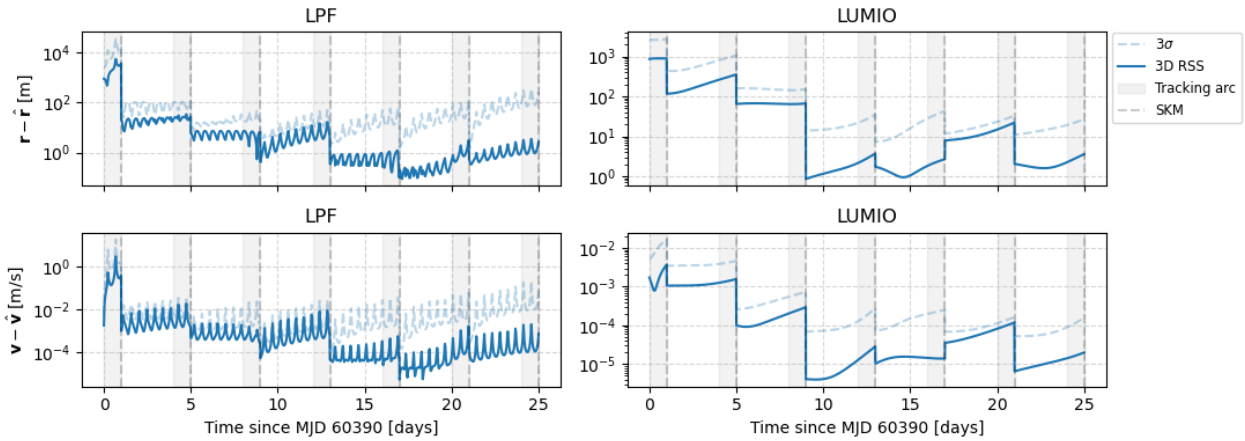 LPF
LUMIO
10⁴
10²
10⁰
r − r̂ [m]
10³
10²
10¹
10⁰
3σ
3D RSS
Tracking arc
SKM
LPF
LUMIO
10⁰
10⁻²
10⁻⁴
v − v̂ [m/s]
10⁻²
10⁻³
10⁻⁴
10⁻⁵
0 5 10 15 20 25
0 5 10 15 20 25
Time since MJD 60390 [days]
Time since MJD 60390 [days]